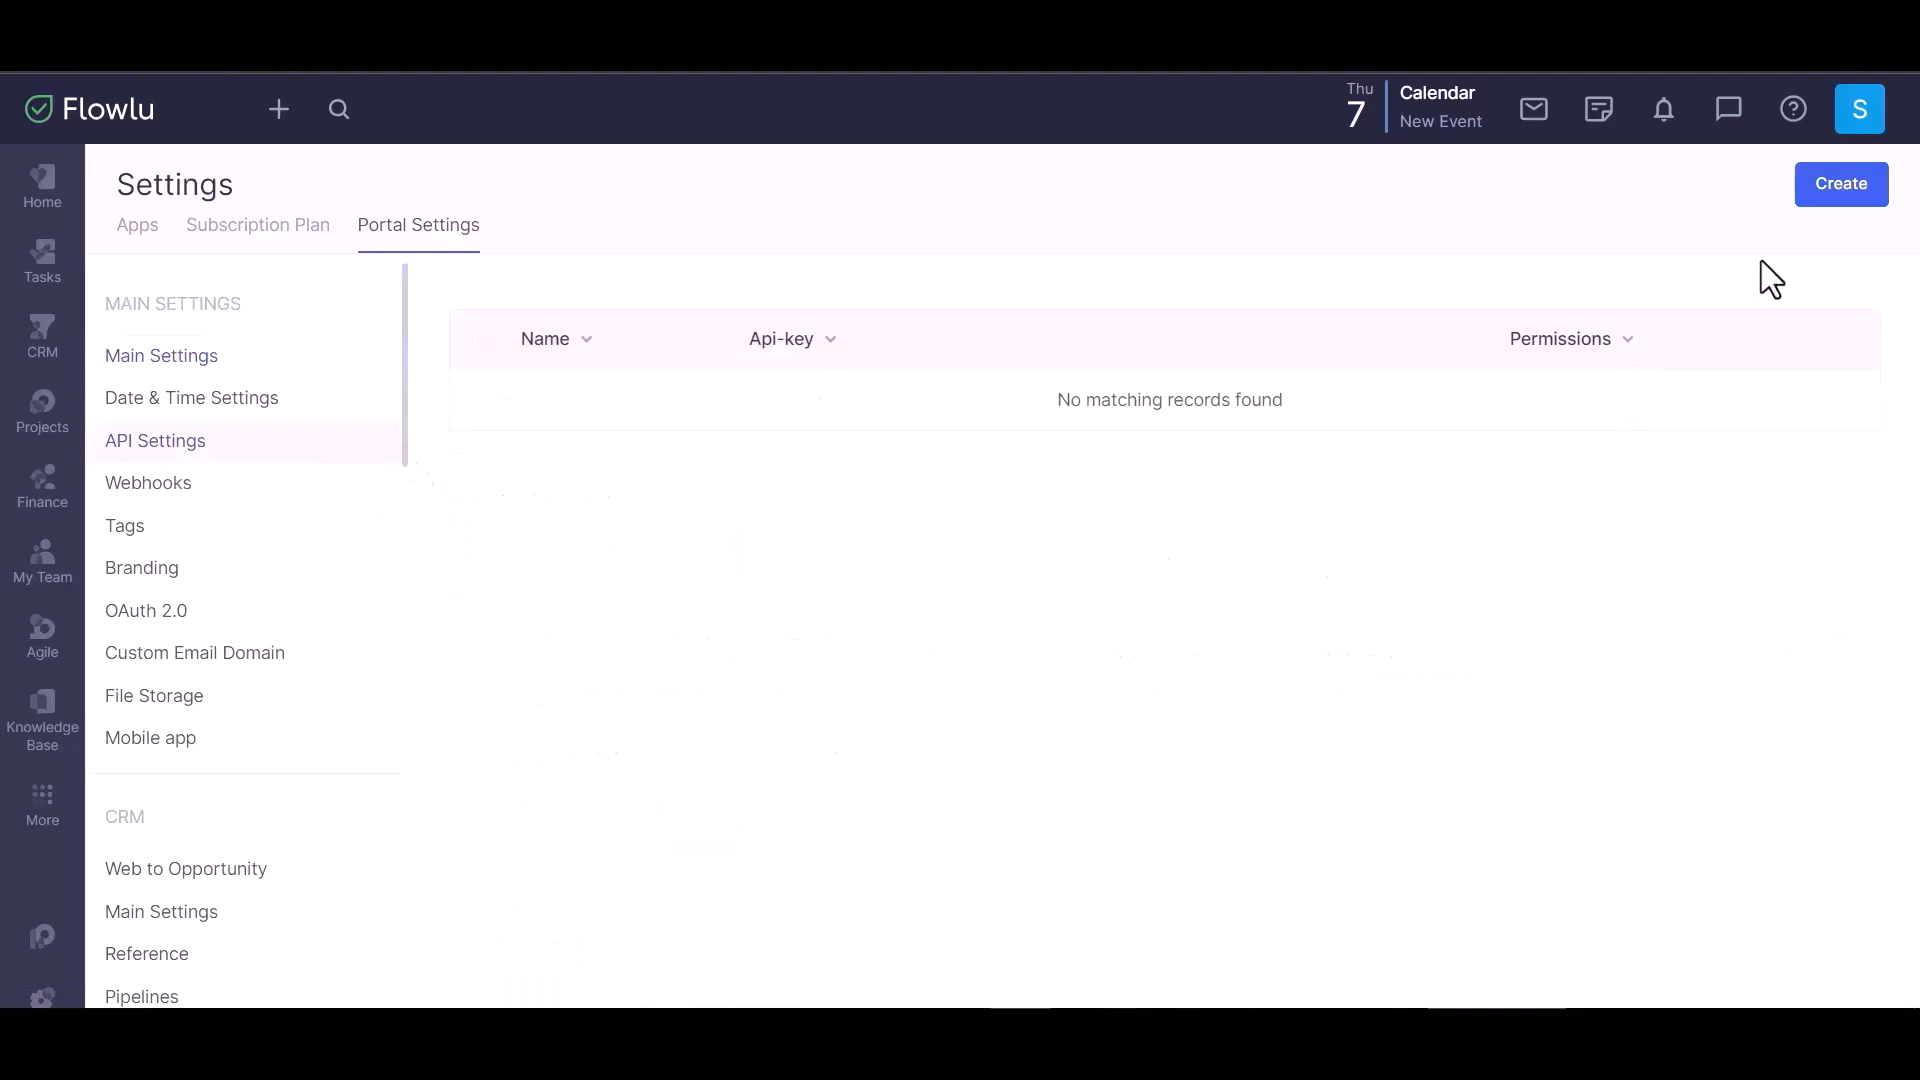 Flowlu
Thu
7
Calendar
New Event
S
Home
Tasks
CRM
Projects
Finance
My Team
Agile
Knowledge
Base
More
Settings
Create
Apps
Subscription Plan
Portal Settings
MAIN SETTINGS
Main Settings
Date & Time Settings
API Settings
Webhooks
Tags
Branding
OAuth 2.0
Custom Email Domain
File Storage
Mobile app
CRM
Web to Opportunity
Main Settings
Reference
Pipelines
Name
Api-key
Permissions
No matching records found